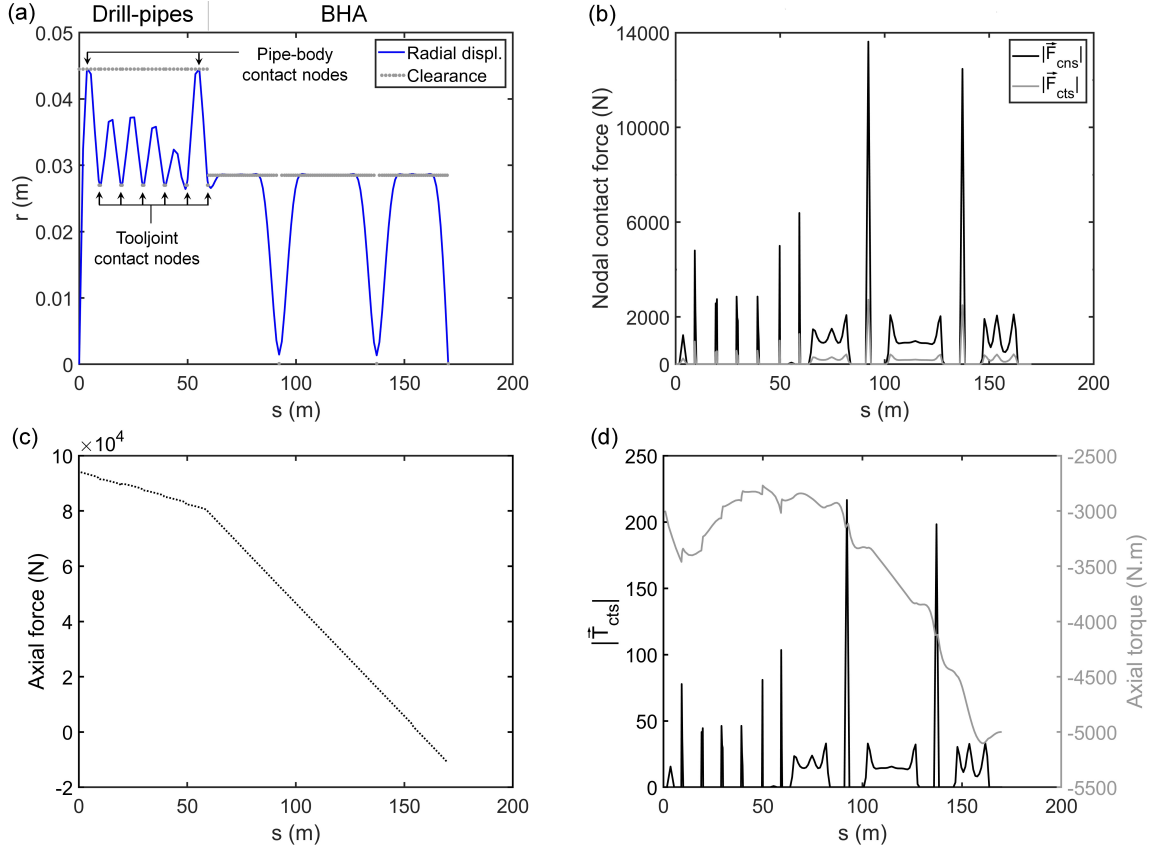 (a)
Drill-pipes
BHA
0.05
0.04
0.03
0.02
0.01
0
r (m)
Pipe-body
contact nodes
Radial displ.
Clearance
Tooljoint
contact nodes
0
50
100
150
200
s (m)
(b)
14000
10000
6000
2000
0
Nodal contact force (N)
|F⃗cns|
|F⃗cts|
0
50
100
150
200
s (m)
(c)
×10⁴
10
8
6
4
2
0
-2
Axial force (N)
0
50
100
150
200
s (m)
(d)
250
200
150
100
50
0
|T⃗cts|
-2500
-3000
-3500
-4000
-4500
-5000
-5500
Axial torque (N.m)
0
50
100
150
200
s (m)